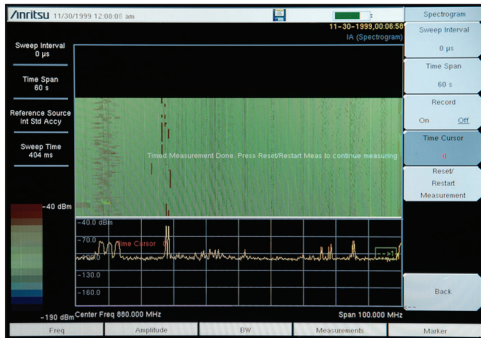 Anritsu 11/30/1999 12:00:08 am
11-30-1999,00:06:58
IA (Spectrogram)
Sweep Interval
0 µs
Time Span
60 s
Reference Source
Int Std Accy
Sweep Time
404 ms
-40 dBm
-190 dBm
Timed Measurement Done: Press Reset/Restart Meas to continue measuring
-40.0 dBm
-70.0
Time Cursor
-130.0
-160.0
Center Freq 680.000 MHz
Span 100.000 MHz
Spectrogram
Sweep Interval
0 µs
Time Span
60 s
Record
On Off
Time Cursor
0
Reset/
Restart
Measurement
Back
Freq
Amplitude
BW
Measurements
Marker